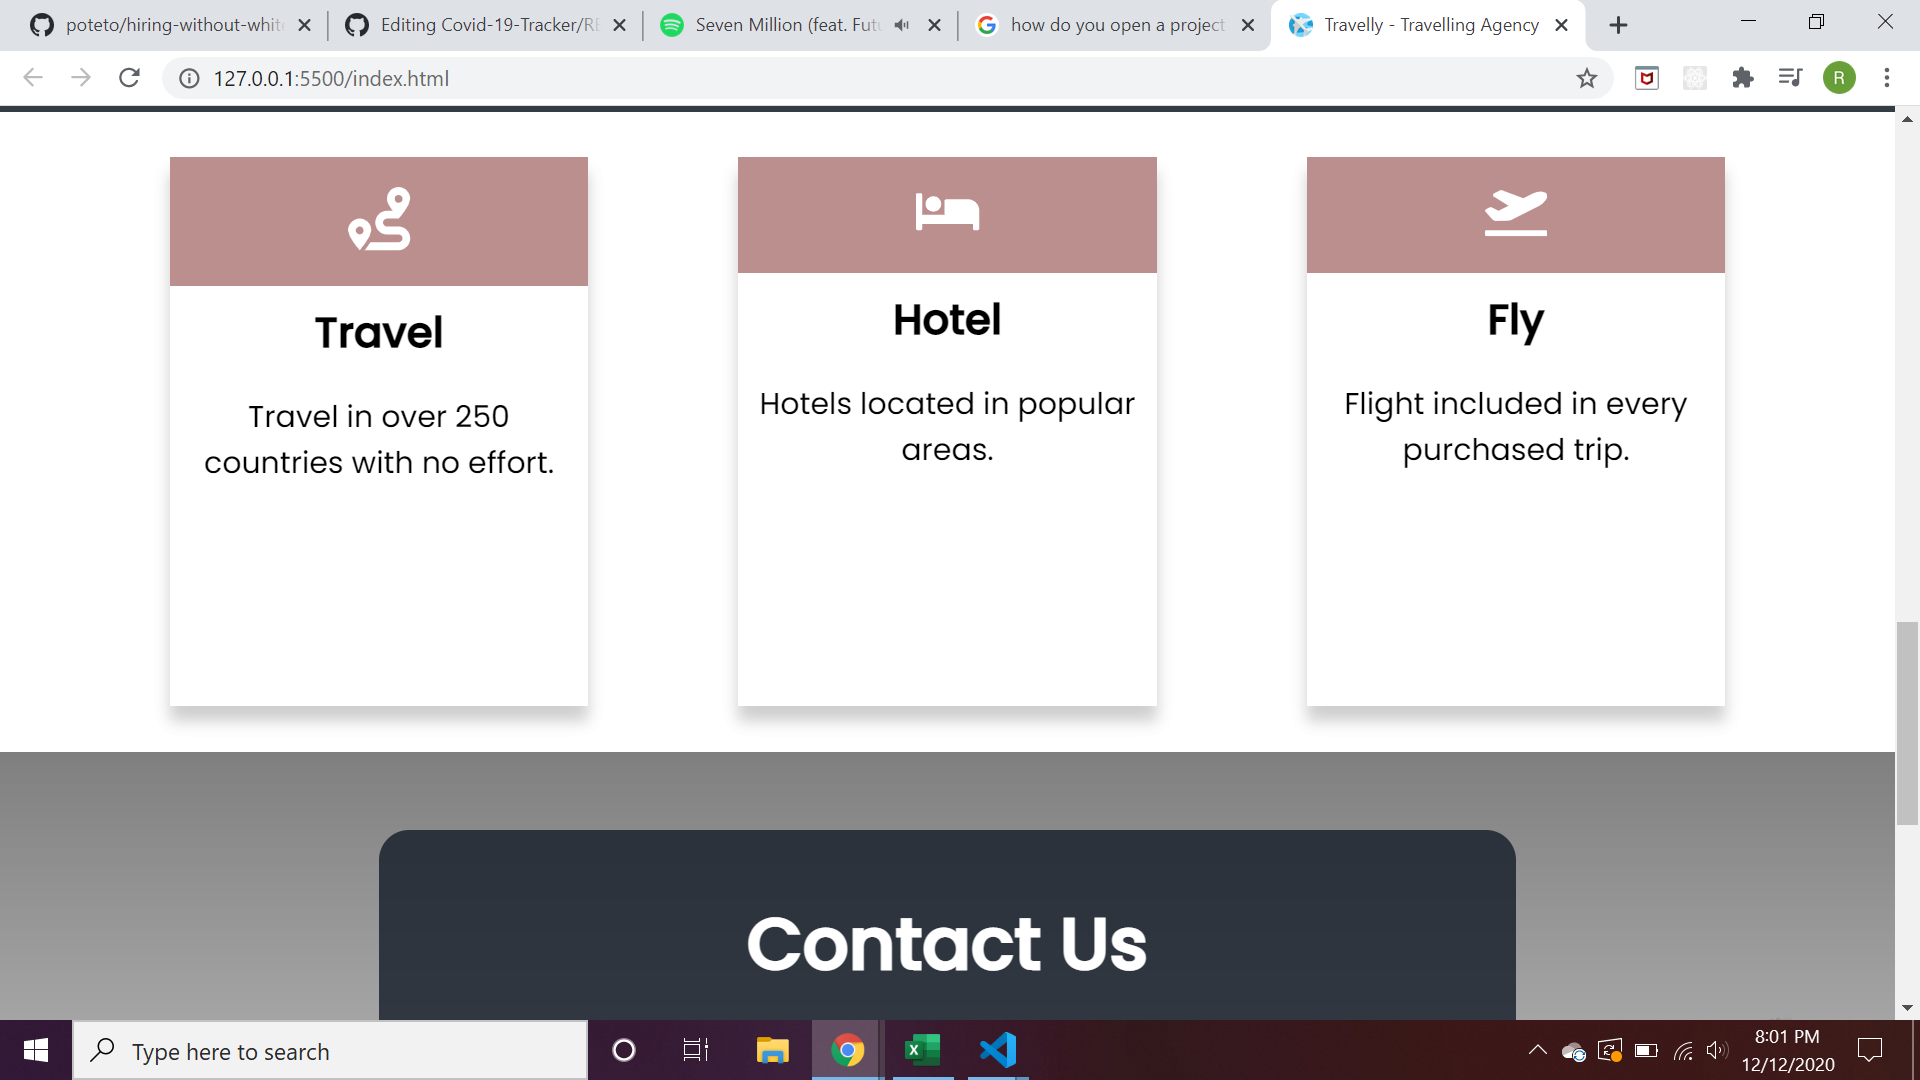 poteto/hiring-without-white
Editing Covid-19-Tracker/RE
Seven Million (feat. Futu
how do you open a project
Travelly - Travelling Agency
127.0.0.1:5500/index.html
R
Travel
Travel in over 250
countries with no effort.
Hotel
Hotels located in popular
areas.
Fly
Flight included in every
purchased trip.
Contact Us
Type here to search
8:01 PM
12/12/2020